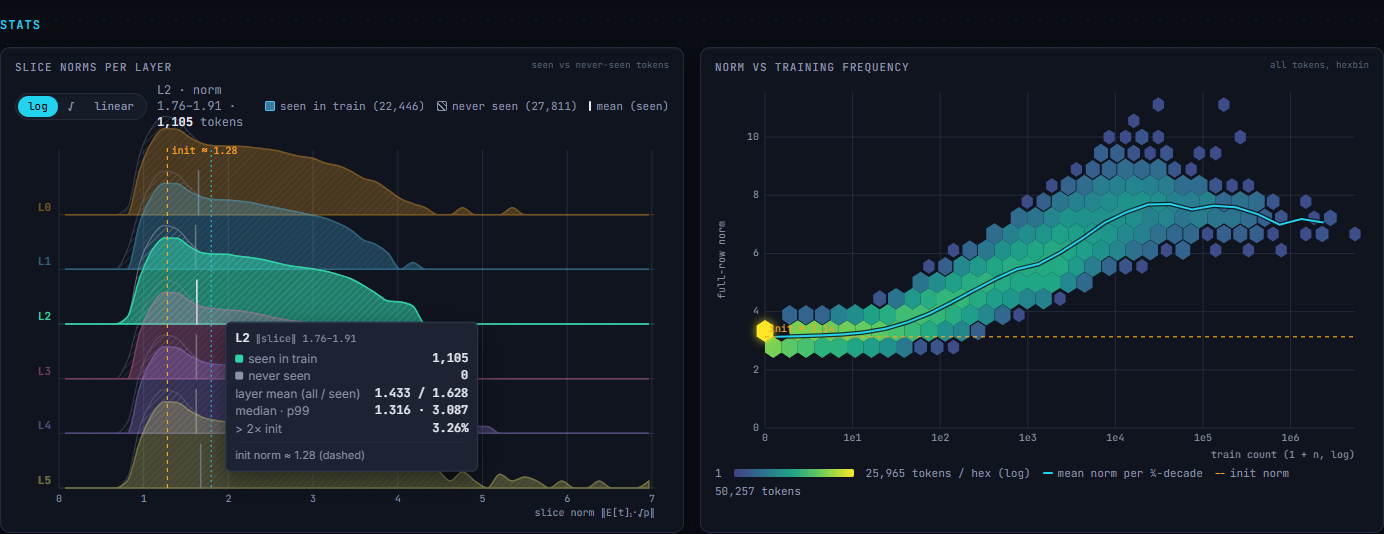 STATS
SLICE NORMS PER LAYER
seen vs never-seen tokens
log √ linear
L2 · norm
1.76–1.91 ·
1,105 tokens
seen in train (22,446) never seen (27,811) mean (seen)
init ≈ 1.28
L0
L1
L2
L3
L4
L5
0 1 2 3 4 5 6 7
slice norm ‖E[t]ᵢ·√p‖
L2 ‖slice‖ 1.76–1.91
seen in train 1,105
never seen 0
layer mean (all / seen) 1.433 / 1.628
median · p99 1.316 · 3.087
> 2× init 3.26%
init norm ≈ 1.28 (dashed)
NORM VS TRAINING FREQUENCY
all tokens, hexbin
full-row norm
10
8
6
4
2
0
0 1e1 1e2 1e3 1e4 1e5 1e6
train count (1 + n, log)
1 25,965 tokens / hex (log) mean norm per ¼-decade init norm
50,257 tokens